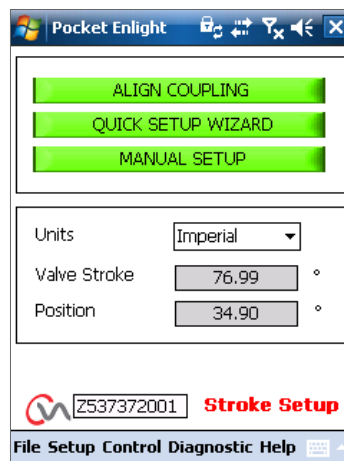 Pocket Enlight
ALIGN COUPLING
QUICK SETUP WIZARD
MANUAL SETUP
Units Imperial
Valve Stroke 76.99 °
Position 34.90 °
Z537372001 Stroke Setup
File Setup Control Diagnostic Help